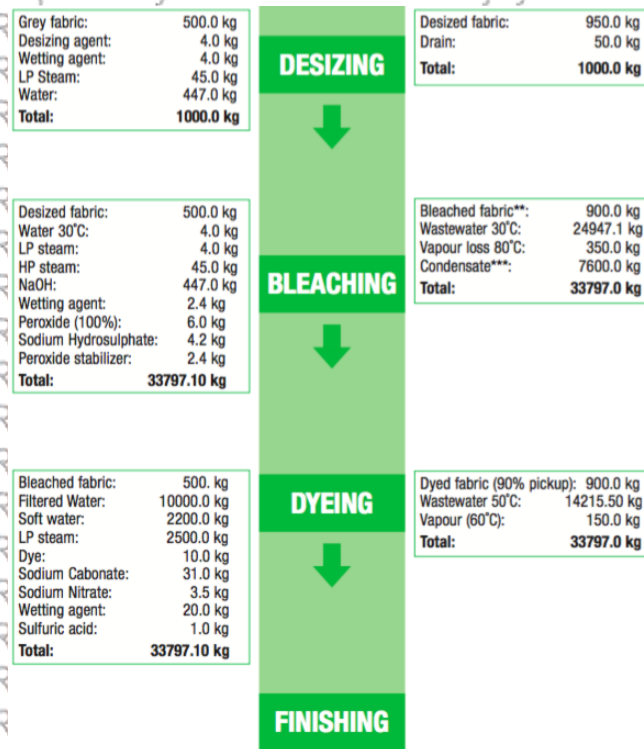 Grey fabric: 500.0 kg
Desizing agent: 4.0 kg
Wetting agent: 4.0 kg
LP Steam: 45.0 kg
Water: 447.0 kg
Total: 1000.0 kg
DESIZING
Desized fabric: 950.0 kg
Drain: 50.0 kg
Total: 1000.0 kg
Desized fabric: 500.0 kg
Water 30°C: 4.0 kg
LP steam: 4.0 kg
HP steam: 45.0 kg
NaOH: 447.0 kg
Wetting agent: 2.4 kg
Peroxide (100%): 6.0 kg
Sodium Hydrosulphate: 4.2 kg
Peroxide stabilizer: 2.4 kg
Total: 33797.10 kg
BLEACHING
Bleached fabric**: 900.0 kg
Wastewater 30°C: 24947.1 kg
Vapour loss 80°C: 350.0 kg
Condensate***: 7600.0 kg
Total: 33797.0 kg
Bleached fabric: 500. kg
Filtered Water: 10000.0 kg
Soft water: 2200.0 kg
LP steam: 2500.0 kg
Dye: 10.0 kg
Sodium Cabonate: 31.0 kg
Sodium Nitrate: 3.5 kg
Wetting agent: 20.0 kg
Sulfuric acid: 1.0 kg
Total: 33797.10 kg
DYEING
Dyed fabric (90% pickup): 900.0 kg
Wastewater 50°C: 14215.50 kg
Vapour (60°C): 150.0 kg
Total: 33797.0 kg
FINISHING